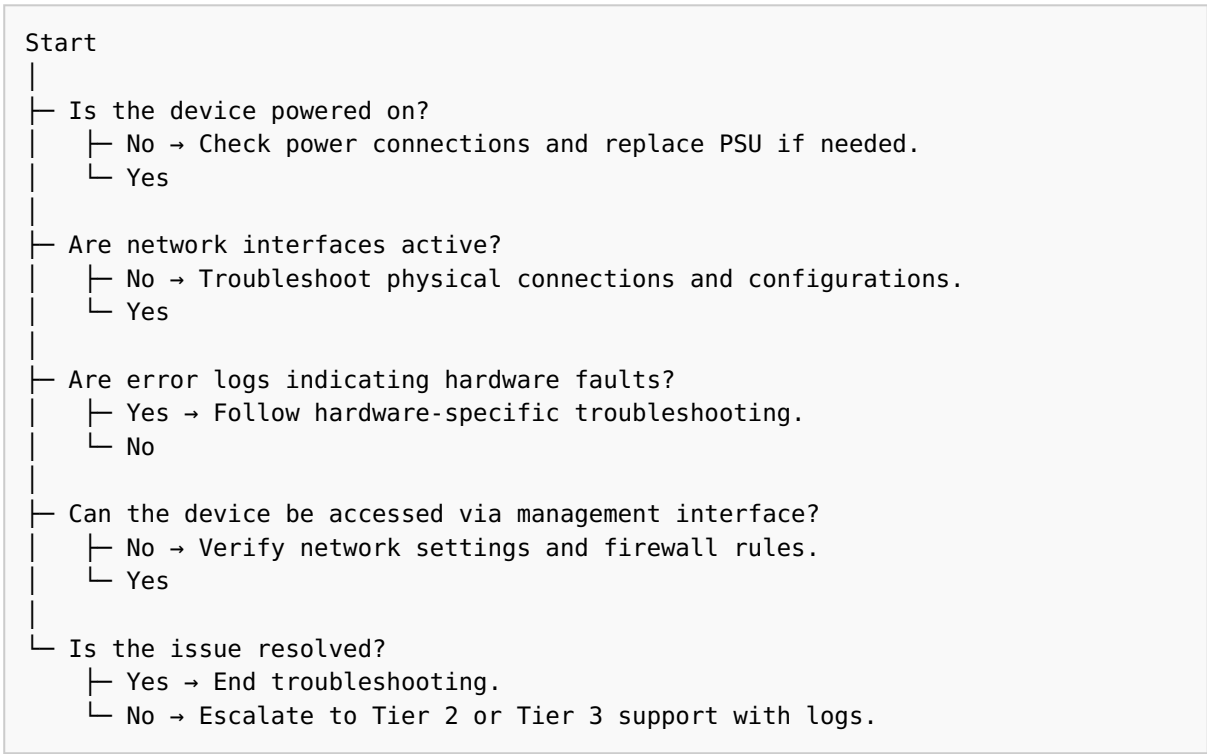 Start
│
├─ Is the device powered on?
│   ├─ No → Check power connections and replace PSU if needed.
│   └─ Yes
│
├─ Are network interfaces active?
│   ├─ No → Troubleshoot physical connections and configurations.
│   └─ Yes
│
├─ Are error logs indicating hardware faults?
│   ├─ Yes → Follow hardware-specific troubleshooting.
│   └─ No
│
├─ Can the device be accessed via management interface?
│   ├─ No → Verify network settings and firewall rules.
│   └─ Yes
│
└─ Is the issue resolved?
    ├─ Yes → End troubleshooting.
    └─ No → Escalate to Tier 2 or Tier 3 support with logs.